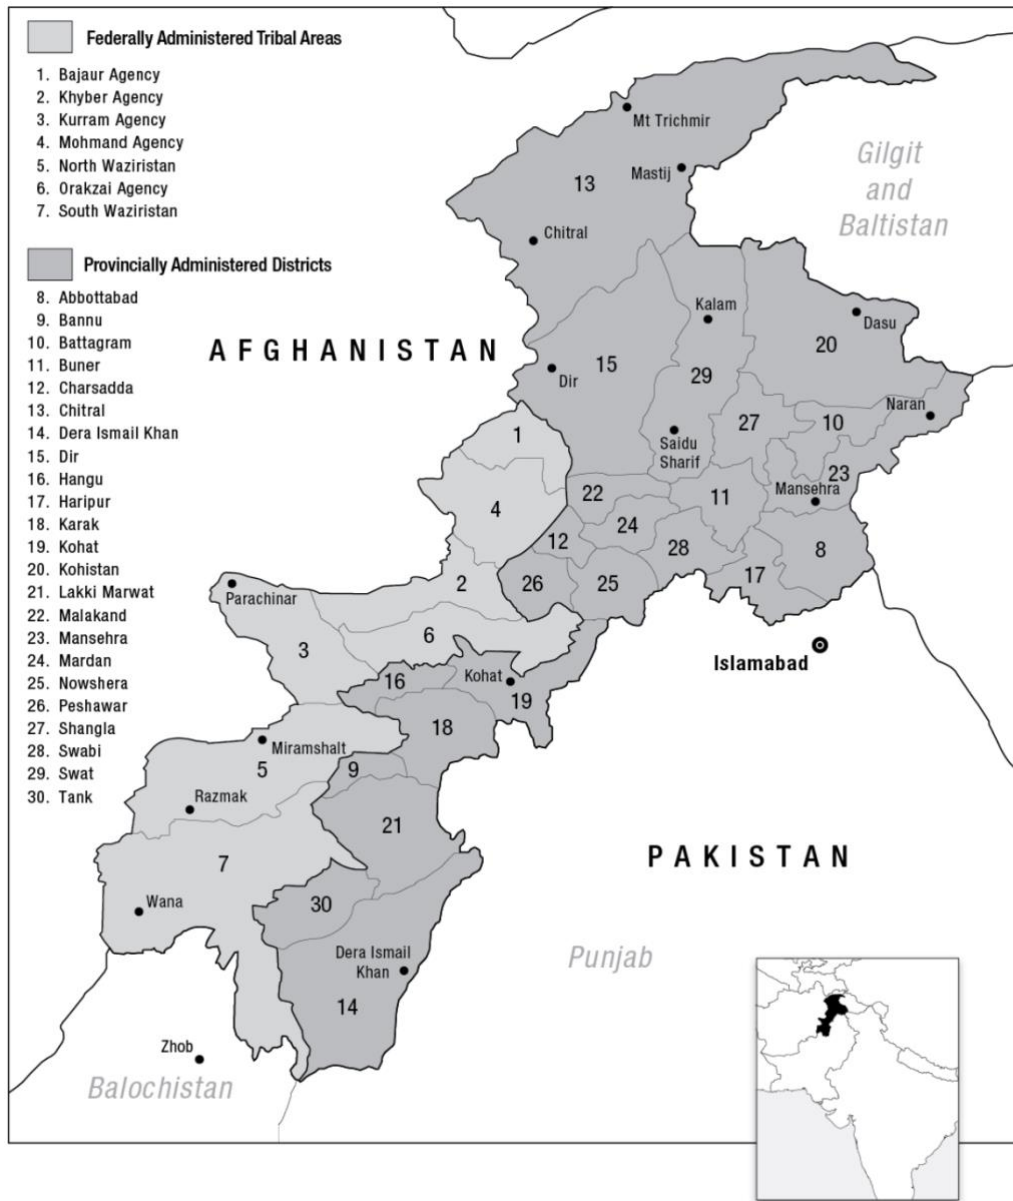 Federally Administered Tribal Areas
1. Bajaur Agency
2. Khyber Agency
3. Kurram Agency
4. Mohmand Agency
5. North Waziristan
6. Orakzai Agency
7. South Waziristan
Provincially Administered Districts
8. Abbottabad
9. Bannu
10. Battagram
11. Buner
12. Charsadda
13. Chitral
14. Dera Ismail Khan
15. Dir
16. Hangu
17. Haripur
18. Karak
19. Kohat
20. Kohistan
21. Lakki Marwat
22. Malakand
23. Mansehra
24. Mardan
25. Nowshera
26. Peshawar
27. Shangla
28. Swabi
29. Swat
30. Tank
Mt Trichmir
Mastij
13
Chitral
Gilgit
and
Baltistan
Kalam
Dasu
20
AFGHANISTAN
15
Dir
29
Naran
27
10
Saidu
Sharif
1
23
Mansehra
22
11
4
24
12
28
8
2
26
25
17
Parachinar
6
3
Islamabad
16
Kohat
19
18
Miramshalt
5
9
Razmak
21
PAKISTAN
7
Wana
30
Dera Ismail
Khan
Punjab
14
Zhob
Balochistan